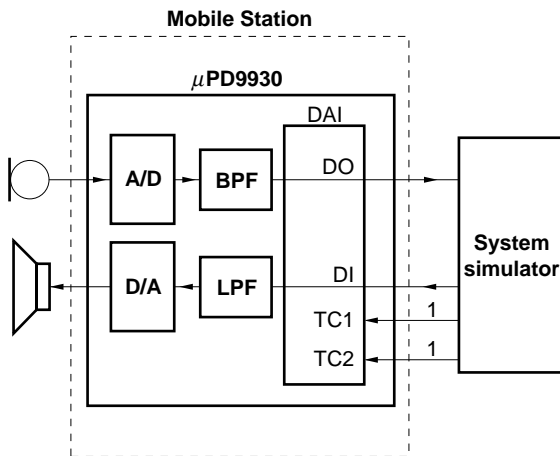 Mobile Station
μPD9930
DAI
A/D
BPF
DO
D/A
LPF
DI
System
simulator
TC1
1
TC2
1